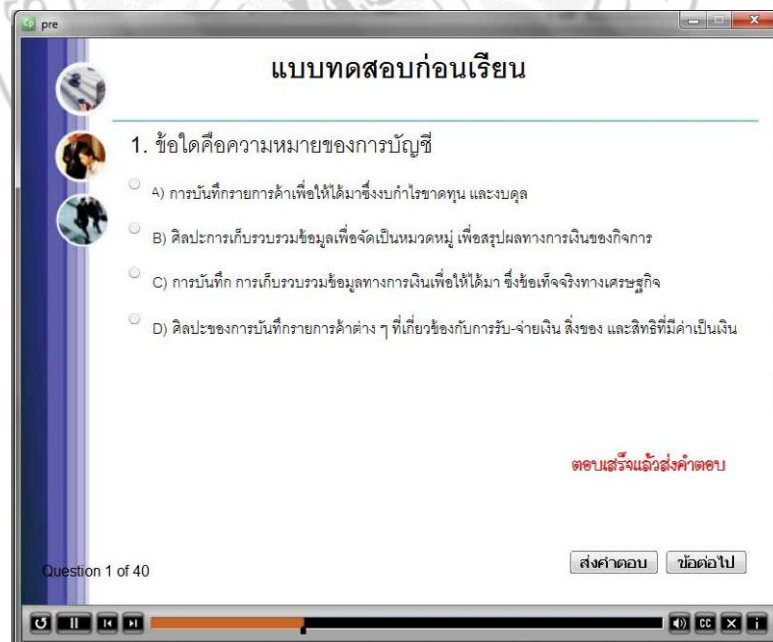 pre
แบบทดสอบก่อนเรียน
1. ข้อใดคือความหมายของการบัญชี
A) การบันทึกรายการค้าเพื่อให้ได้มาซึ่งงบกำไรขาดทุน และงบดุล
B) ศิลปะการเก็บรวบรวมข้อมูลเพื่อจัดเป็นหมวดหมู่ เพื่อสรุปผลทางการเงินของกิจการ
C) การบันทึก การเก็บรวบรวมข้อมูลทางการเงินเพื่อให้ได้มา ซึ่งข้อเท็จจริงทางเศรษฐกิจ
D) ศิลปะของการบันทึกรายการค้าต่าง ๆ ที่เกี่ยวข้องกับการรับ-จ่ายเงิน สิ่งของ และสิทธิที่มีค่าเป็นเงิน
ตอบเสร็จแล้วส่งคำตอบ
ส่งคำตอบ ข้อต่อไป
Question 1 of 40
CC